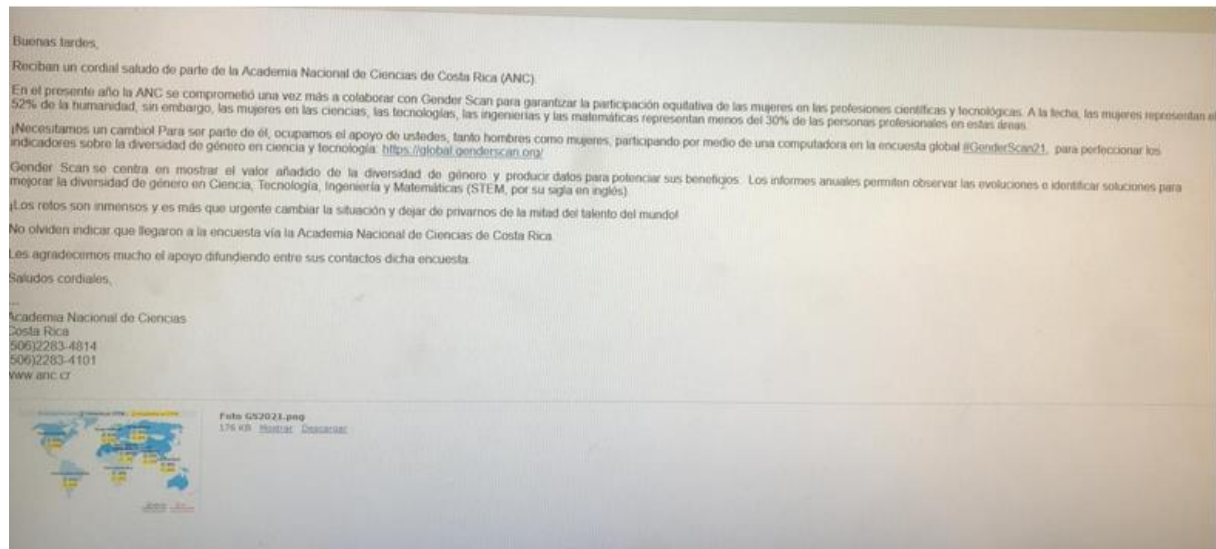 Buenas tardes,
Reciban un cordial saludo de parte de la Academia Nacional de Ciencias de Costa Rica (ANC).
En el presente año la ANC se comprometió una vez más a colaborar con Gender Scan para garantizar la participación equitativa de las mujeres en las profesiones científicas y tecnológicas. A la fecha, las mujeres representan el
52% de la humanidad, sin embargo, las mujeres en las ciencias, las tecnologías, las ingenierías y las matemáticas representan menos del 30% de las personas profesionales en estas áreas.
¡Necesitamos un cambio! Para ser parte de él, ocupamos el apoyo de ustedes, tanto hombres como mujeres, participando por medio de una computadora en la encuesta global #GenderScan21, para perfeccionar los
indicadores sobre la diversidad de género en ciencia y tecnología: https://global.genderscan.org/
Gender Scan se centra en mostrar el valor añadido de la diversidad de género y producir datos para potenciar sus benefigios. Los informes anuales permiten observar las evoluciones e identificar soluciones para
mejorar la diversidad de género en Ciencia, Tecnología, Ingeniería y Matemáticas (STEM, por su sigla en inglés).
¡Los retos son inmensos y es más que urgente cambiar la situación y dejar de privarnos de la mitad del talento del mundo!
No olviden indicar que llegaron a la encuesta vía la Academia Nacional de Ciencias de Costa Rica.
Les agradecemos mucho el apoyo difundiendo entre sus contactos dicha encuesta.
Saludos cordiales,
---
Academia Nacional de Ciencias
Costa Rica
506)2283-4814
506)2283-4101
www.anc.cr
Foto GS2021.png
176 KB Mostrar Descargar